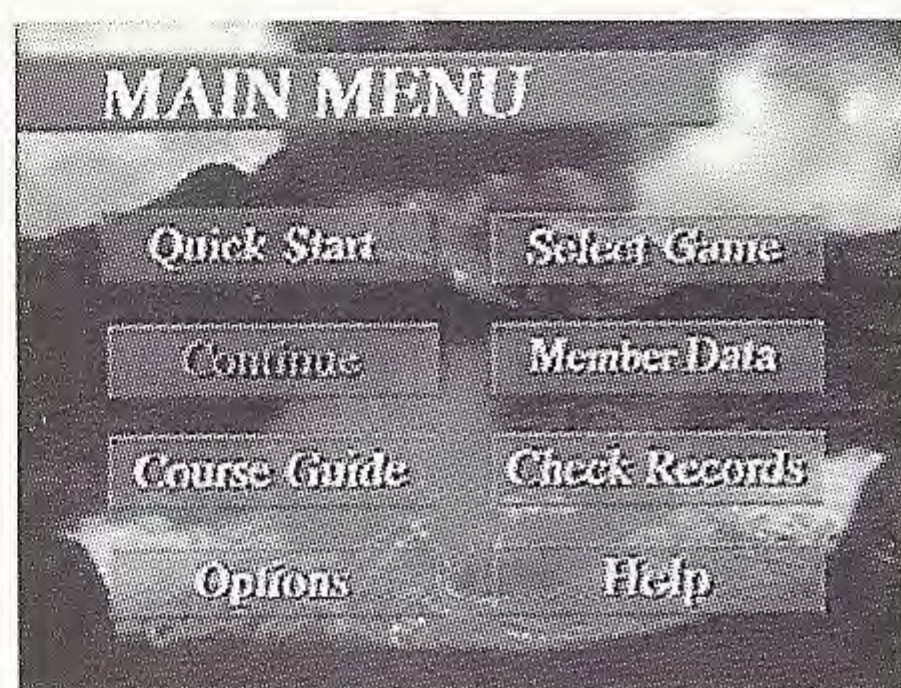 MAIN MENU
Quick Start
Select Game
Continue
Member Data
Course Guide
Check Records
Options
Help